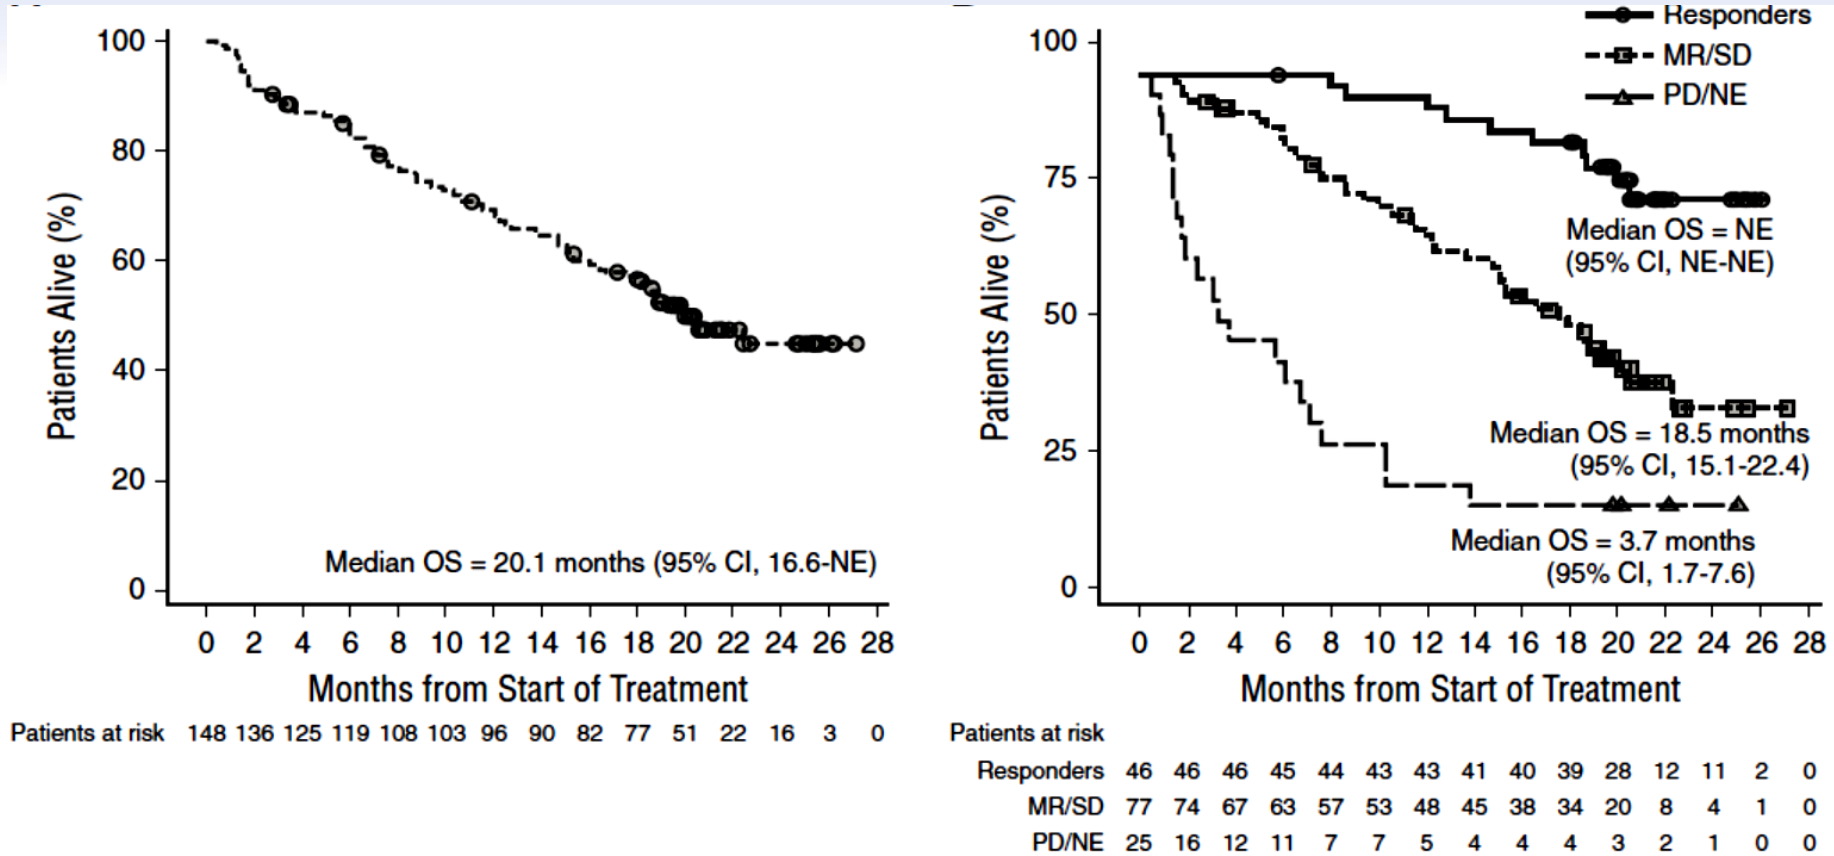 100
80
60
40
20
0
Patients Alive (%)
Median OS = 20.1 months (95% CI, 16.6-NE)
0 2 4 6 8 10 12 14 16 18 20 22 24 26 28
Months from Start of Treatment
Patients at risk 148 136 125 119 108 103 96 90 82 77 51 22 16 3 0
Responders
MR/SD
PD/NE
100
75
50
25
0
Patients Alive (%)
Median OS = NE
(95% CI, NE-NE)
Median OS = 18.5 months
(95% CI, 15.1-22.4)
Median OS = 3.7 months
(95% CI, 1.7-7.6)
0 2 4 6 8 10 12 14 16 18 20 22 24 26 28
Months from Start of Treatment
Patients at risk
Responders 46 46 46 45 44 43 43 41 40 39 28 12 11 2 0
MR/SD 77 74 67 63 57 53 48 45 38 34 20 8 4 1 0
PD/NE 25 16 12 11 7 7 5 4 4 4 3 2 1 0 0